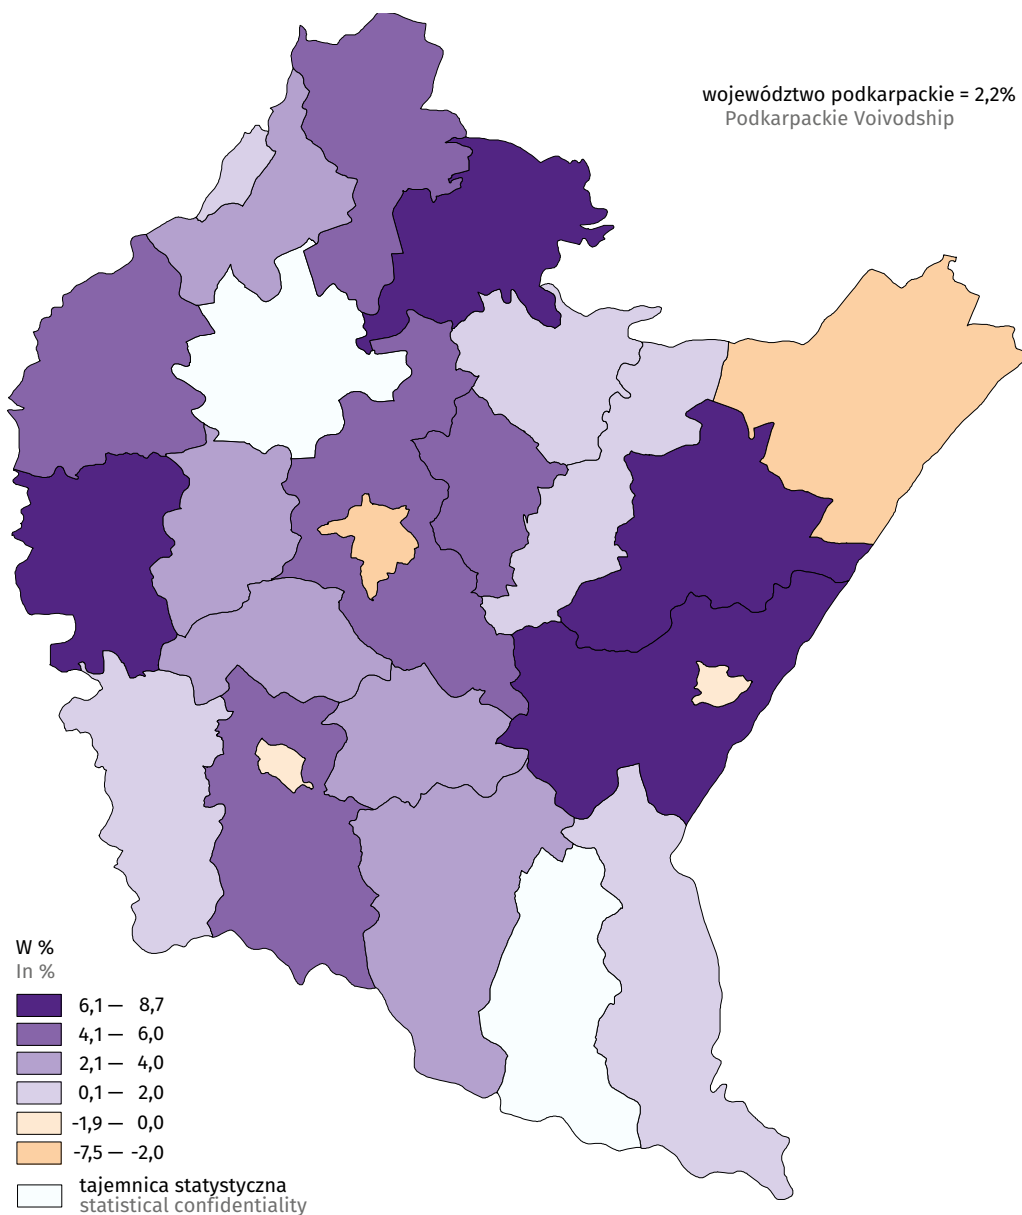 województwo podkarpackie = 2,2%
Podkarpackie Voivodship
W %
In %
6,1 — 8,7
4,1 — 6,0
2,1 — 4,0
0,1 — 2,0
-1,9 — 0,0
-7,5 — -2,0
tajemnica statystyczna
statistical confidentiality